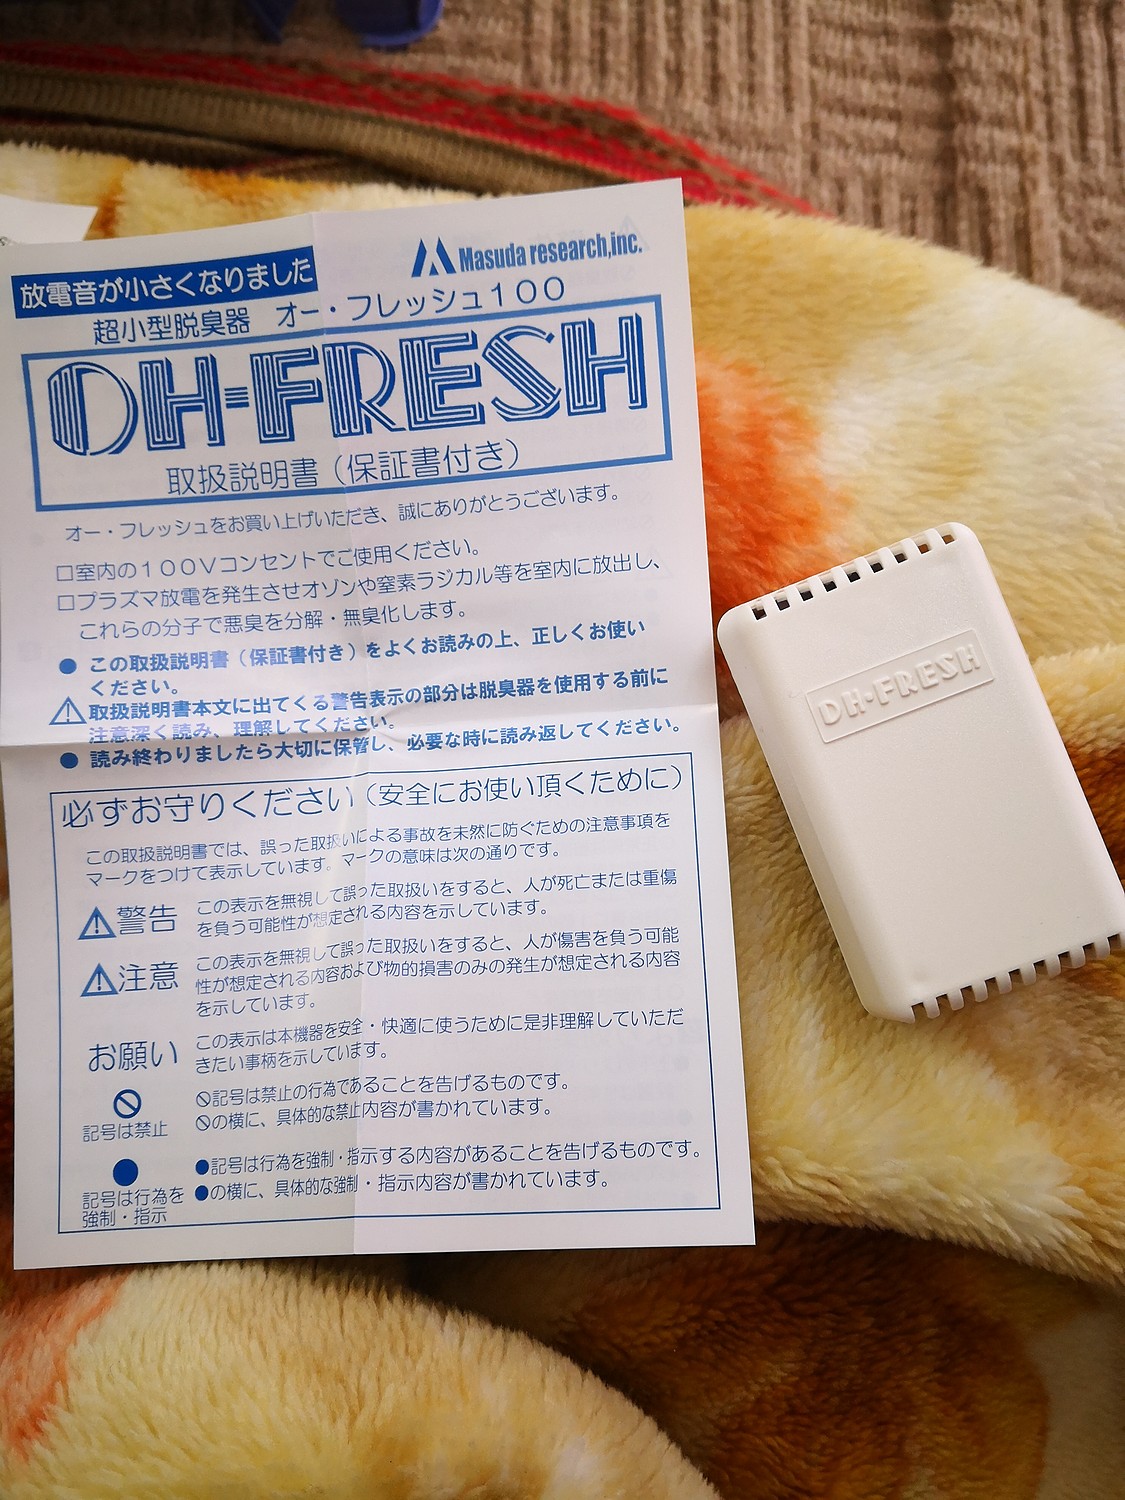 放電音が小さくなりました
Masuda research,inc.
超小型脱臭器 オー・フレッシュ100
OH-FRESH
取扱説明書(保証書付き)
オー・フレッシュをお買い上げいただき、誠にありがとうございます。
□室内の100Vコンセントでご使用ください。
□プラズマ放電を発生させオゾンや窒素ラジカル等を室内に放出し、
これらの分子で悪臭を分解・無臭化します。
● この取扱説明書(保証書付き)をよくお読みの上、正しくお使い
ください。
⚠取扱説明書本文に出てくる警告表示の部分は脱臭器を使用する前に
注意深く読み、理解してください。
● 読み終わりましたら大切に保管し、必要な時に読み返してください。
必ずお守りください(安全にお使い頂くために)
この取扱説明書では、誤った取扱いによる事故を未然に防ぐための注意事項を
マークをつけて表示しています。マークの意味は次の通りです。
⚠警告
この表示を無視して誤った取扱いをすると、人が死亡または重傷
を負う可能性が想定される内容を示しています。
⚠注意
この表示を無視して誤った取扱いをすると、人が傷害を負う可能
性が想定される内容および物的損害のみの発生が想定される内容
を示しています。
お願い
この表示は本機器を安全・快適に使うために是非理解していただ
きたい事柄を示しています。
記号は禁止
🛇記号は禁止の行為であることを告げるものです。
🛇の横に、具体的な禁止内容が書かれています。
記号は行為を
強制・指示
●記号は行為を強制・指示する内容があることを告げるものです。
●の横に、具体的な強制・指示内容が書かれています。
OH・FRESH